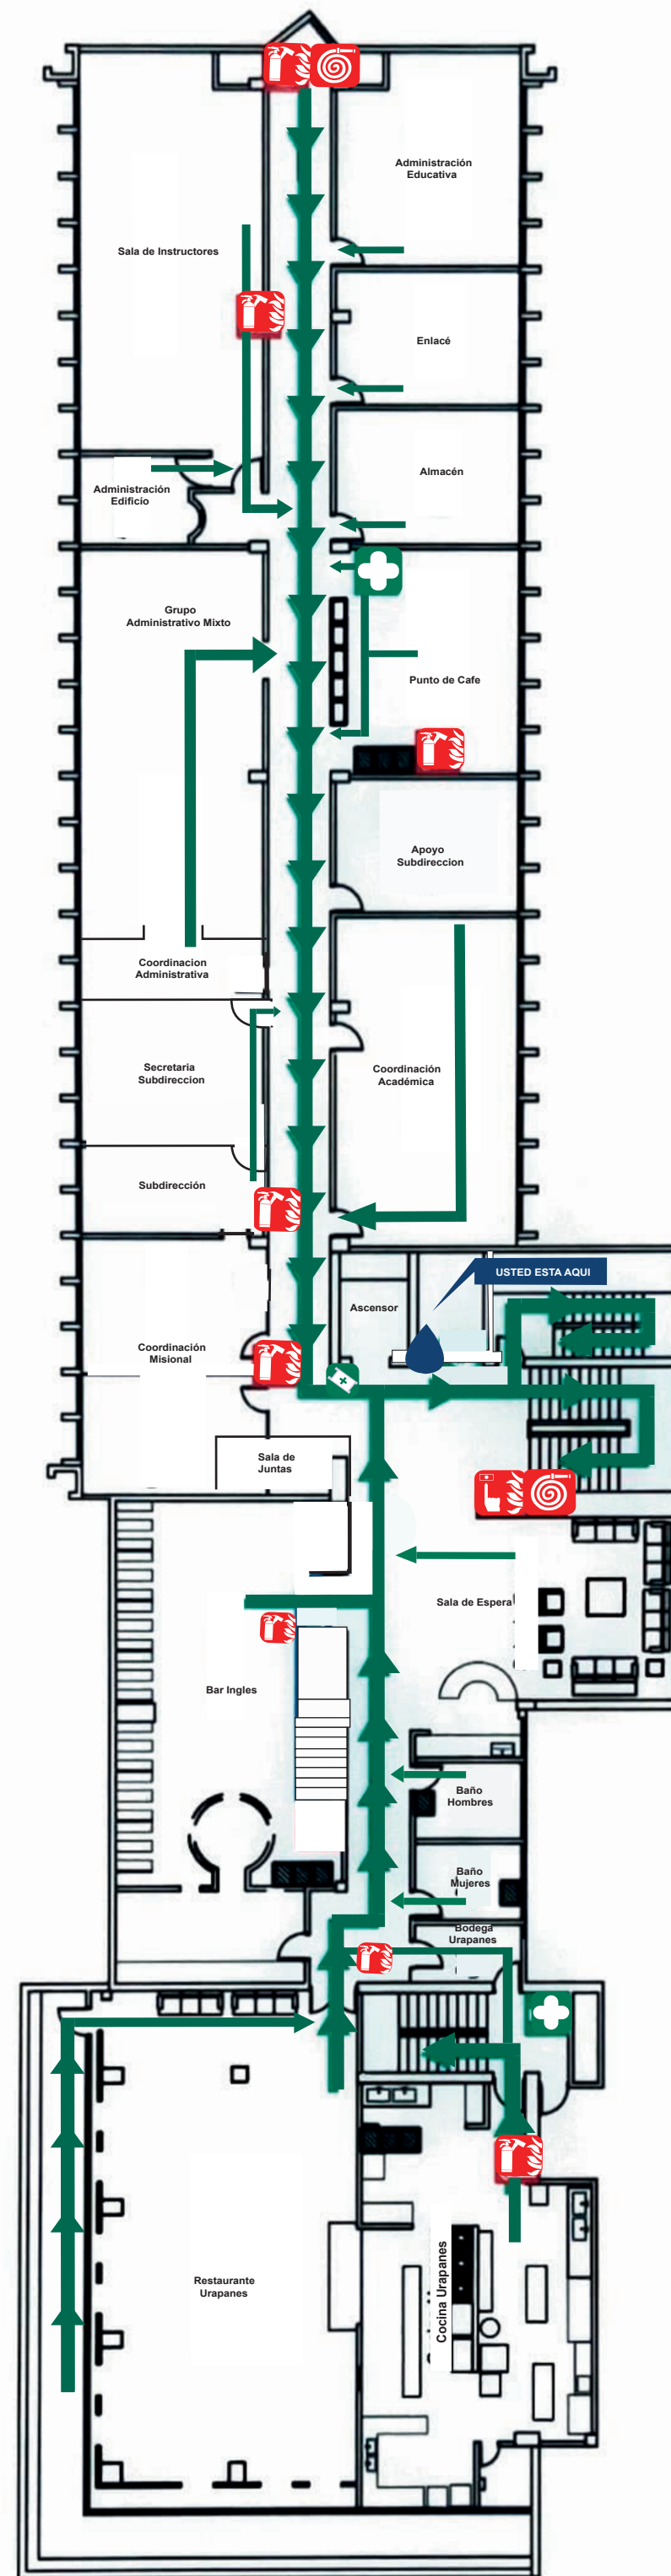 Administración
Educativa
Sala de Instructores
Enlacé
Almacén
Administración
Edificio
Grupo
Administrativo Mixto
Punto de Cafe
Apoyo
Subdireccion
Coordinacion
Administrativa
Secretaria
Subdireccion
Coordinación
Académica
Subdirección
USTED ESTA AQUI
Ascensor
Coordinación
Misional
Sala de
Juntas
Sala de Espera
Bar Ingles
Baño
Hombres
Baño
Mujeres
Bodega
Urapanes
Restaurante
Urapanes
Cocina Urapanes